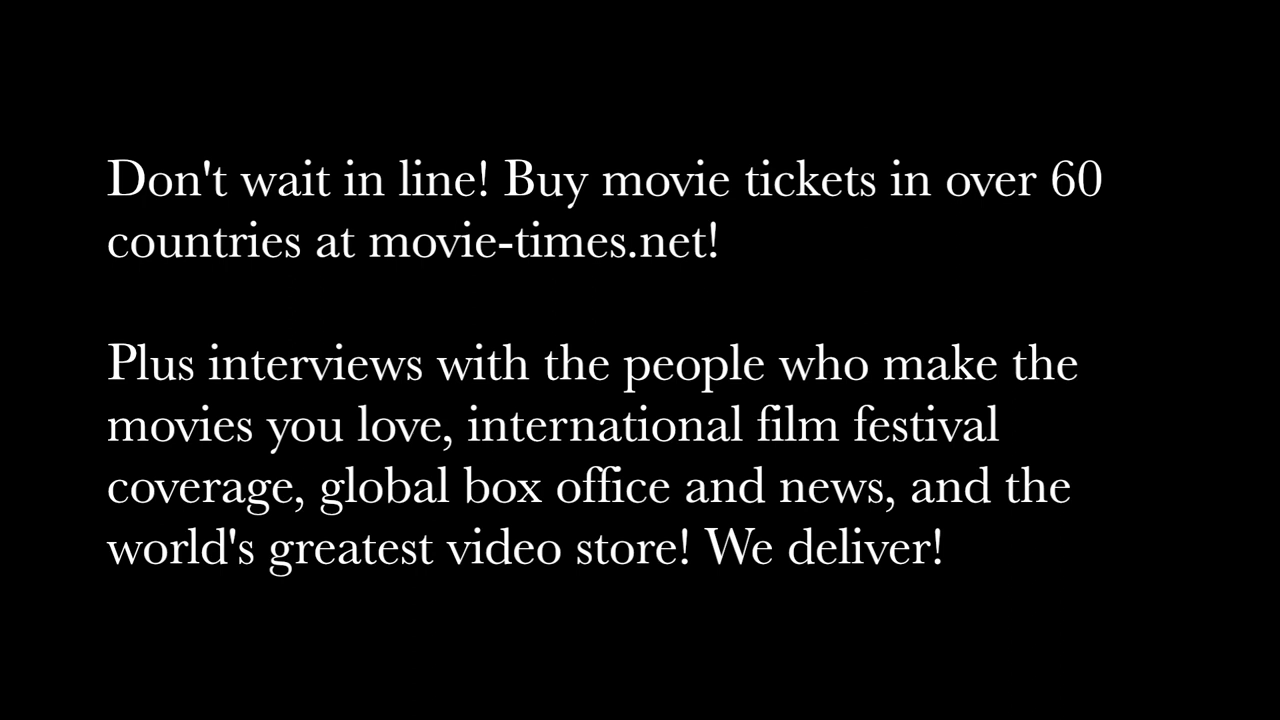 Don't wait in line! Buy movie tickets in over 60
countries at movie-times.net!
Plus interviews with the people who make the
movies you love, international film festival
coverage, global box office and news, and the
world's greatest video store! We deliver!